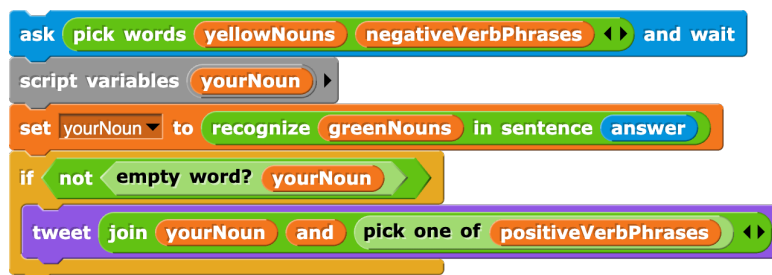 ask pick words yellowNouns negativeVerbPhrases and wait
script variables yourNoun
set yourNoun to recognize greenNouns in sentence answer
if not empty word? yourNoun
tweet join yourNoun and pick one of positiveVerbPhrases